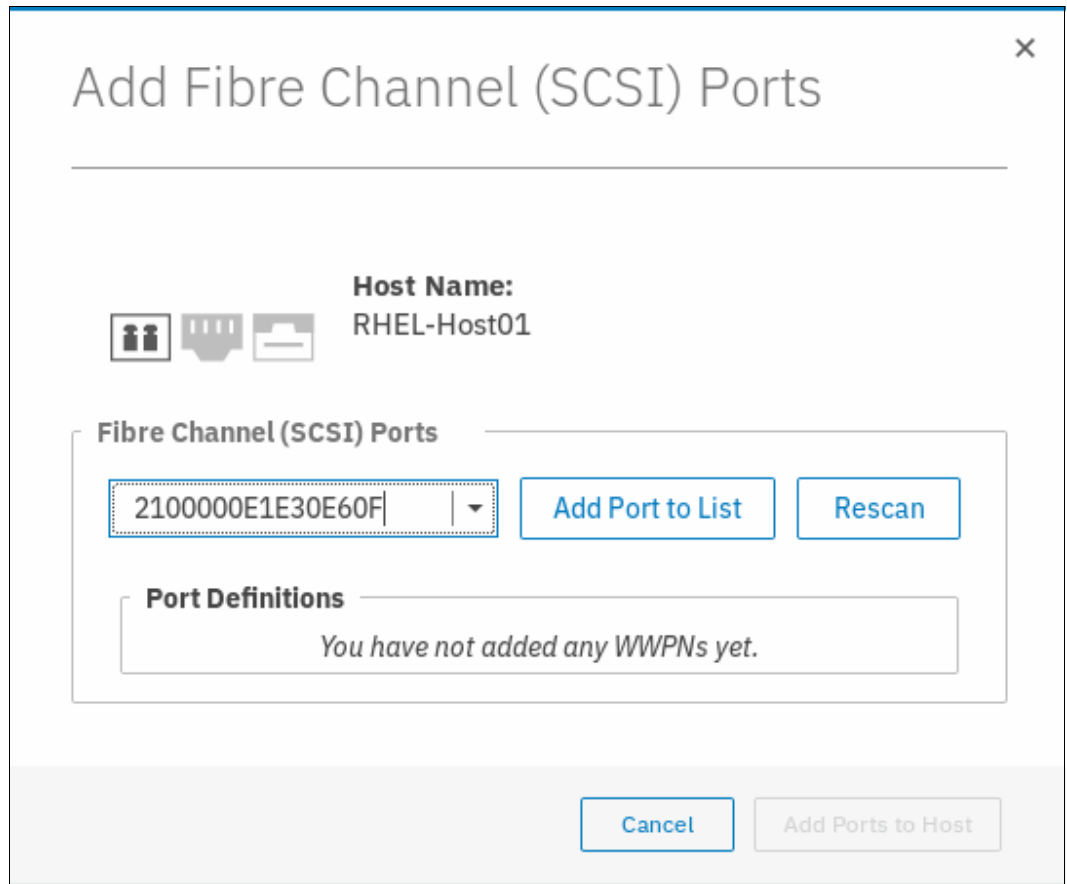 Add Fibre Channel (SCSI) Ports
Host Name:
RHEL-Host01
Fibre Channel (SCSI) Ports
2100000E1E30E60F
Add Port to List
Rescan
Port Definitions
You have not added any WWPNs yet.
Cancel
Add Ports to Host